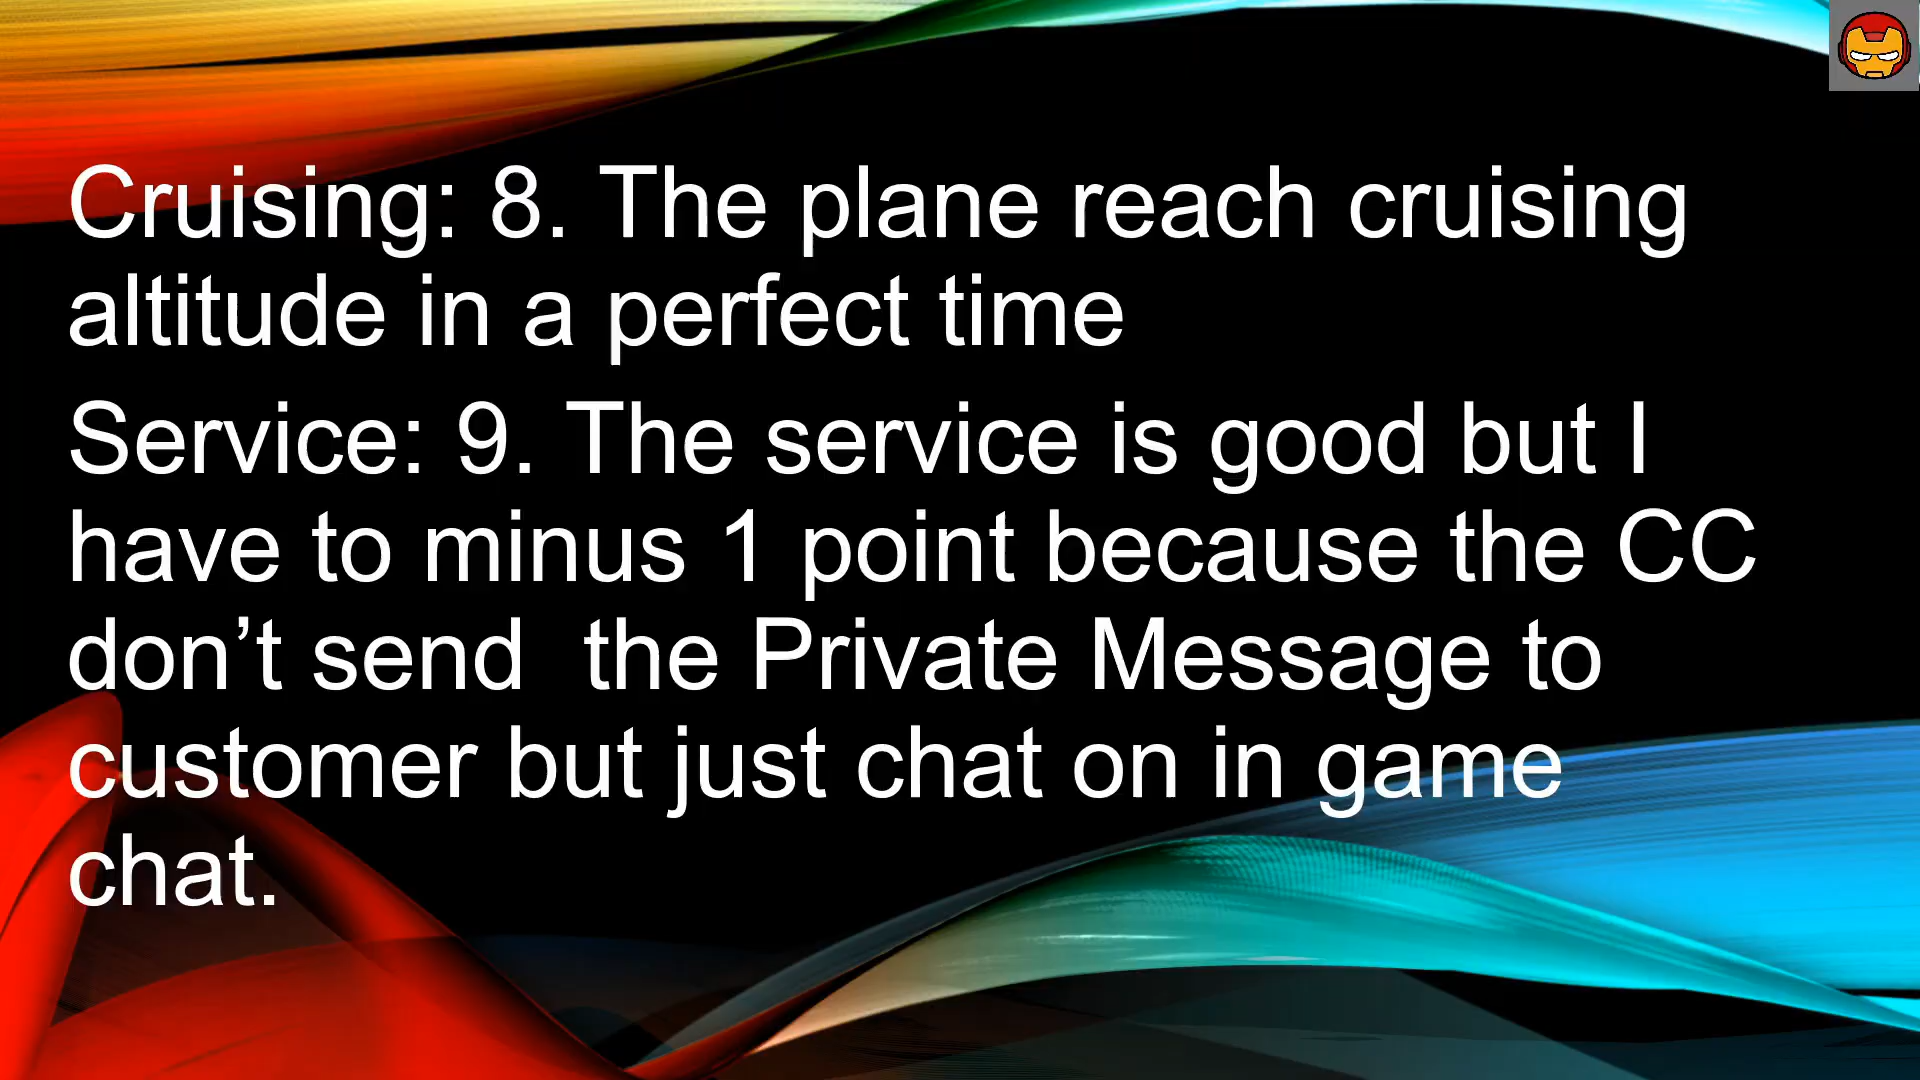 Cruising: 8. The plane reach cruising
altitude in a perfect time
Service: 9. The service is good but I
have to minus 1 point because the CC
don’t send  the Private Message to
customer but just chat on in game
chat.